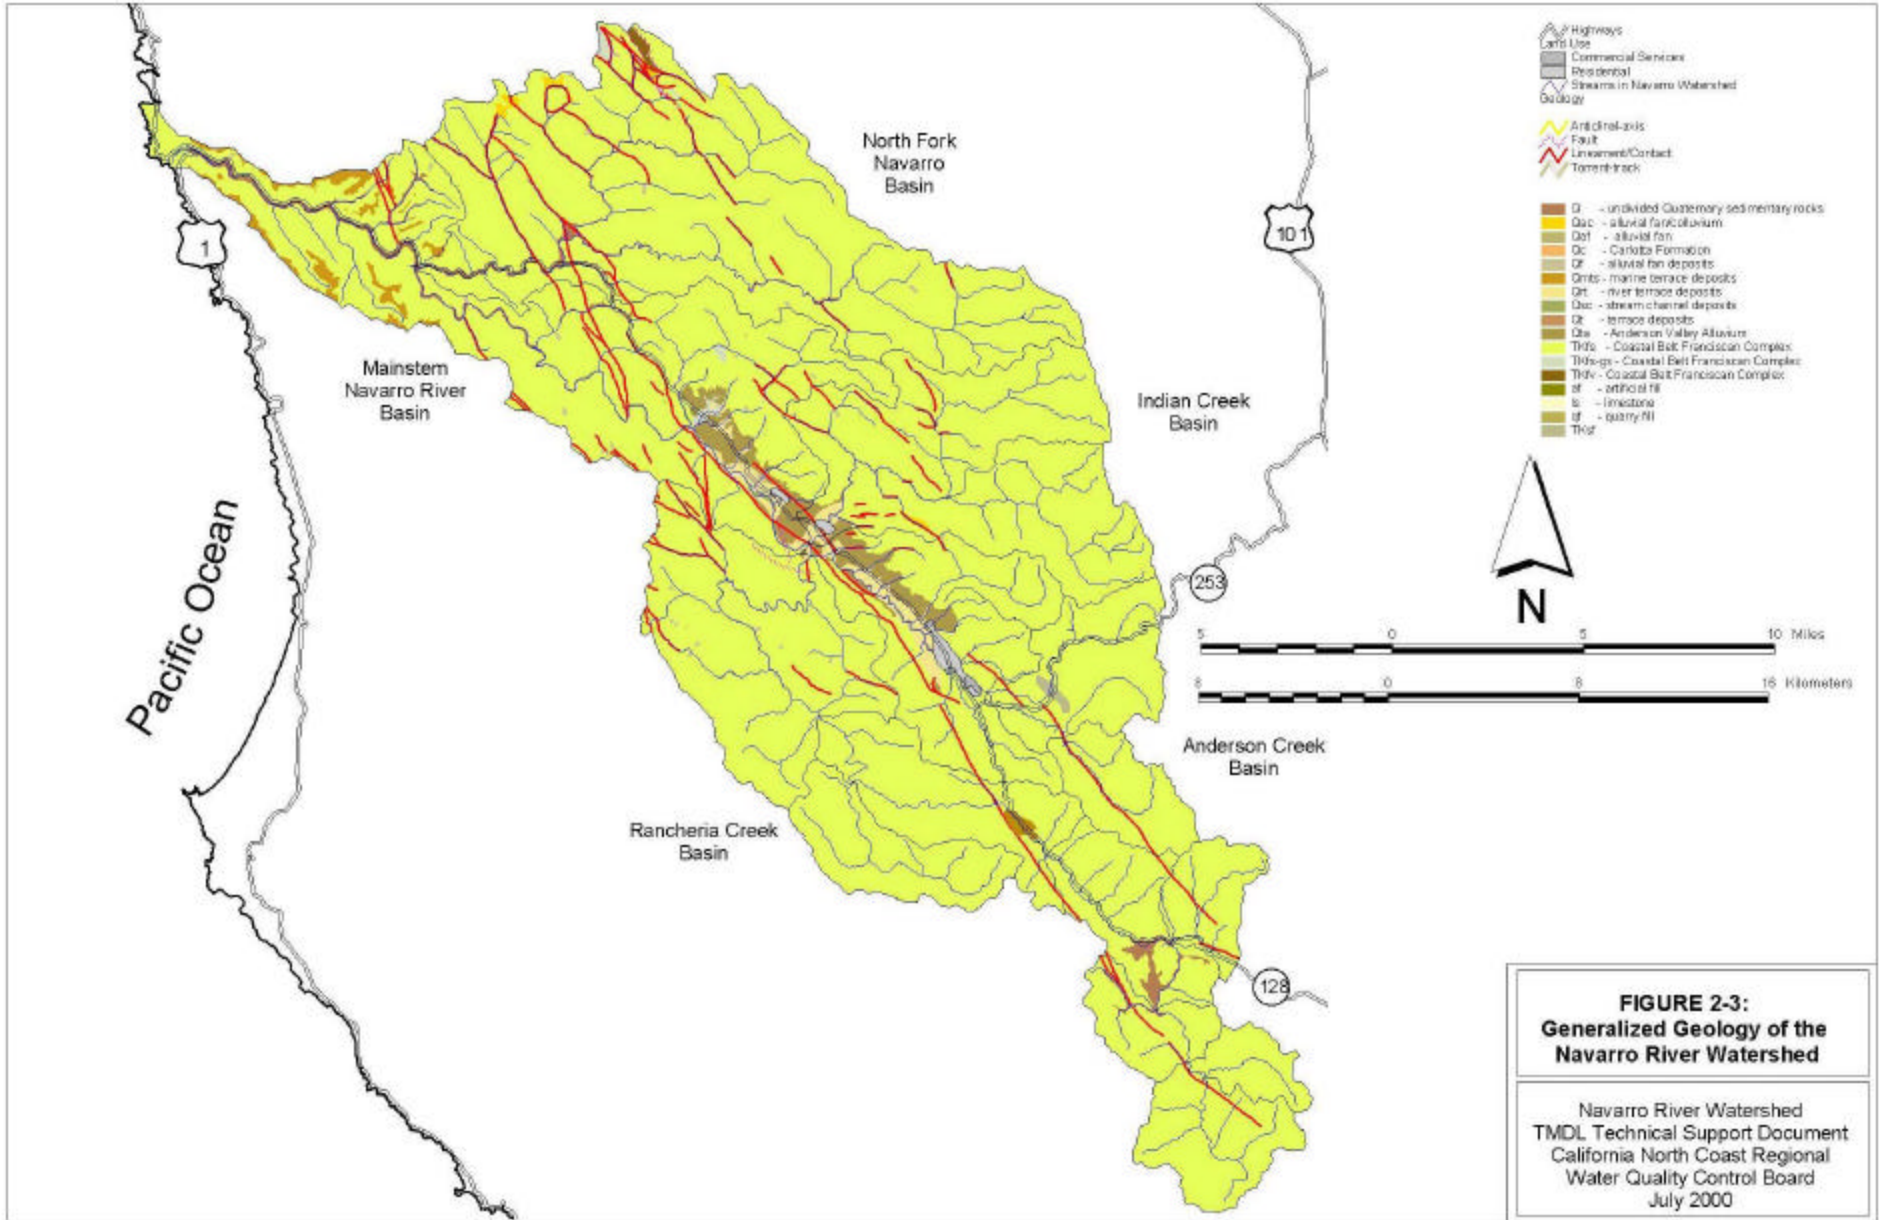 Highways
Land Use
Commercial Services
Residential
Streams in Navarro Watershed
Geology
Anticlinal-axis
Fault
Lineament/Contact
Torrent-track
Q - undivided Quaternary sedimentary rocks
Qac - alluvial fan/colluvium
Qaf - alluvial fan
Qc - Carlotta Formation
Qf - alluvial fan deposits
Qmts - marine terrace deposits
Qrt - river terrace deposits
Qsc - stream channel deposits
Qt - terrace deposits
Qta - Anderson Valley Alluvium
TKfs - Coastal Belt Franciscan Complex
TKfs-gs - Coastal Belt Franciscan Complex
TKfv - Coastal Belt Franciscan Complex
af - artificial fill
ls - limestone
qf - quarry fill
TKsf
North Fork
Navarro
Basin
1
101
Mainstem
Navarro River
Basin
Indian Creek
Basin
Pacific Ocean
253
N
5 0 5 10 Miles
8 0 8 16 Kilometers
Anderson Creek
Basin
Rancheria Creek
Basin
128
FIGURE 2-3:
Generalized Geology of the
Navarro River Watershed
Navarro River Watershed
TMDL Technical Support Document
California North Coast Regional
Water Quality Control Board
July 2000